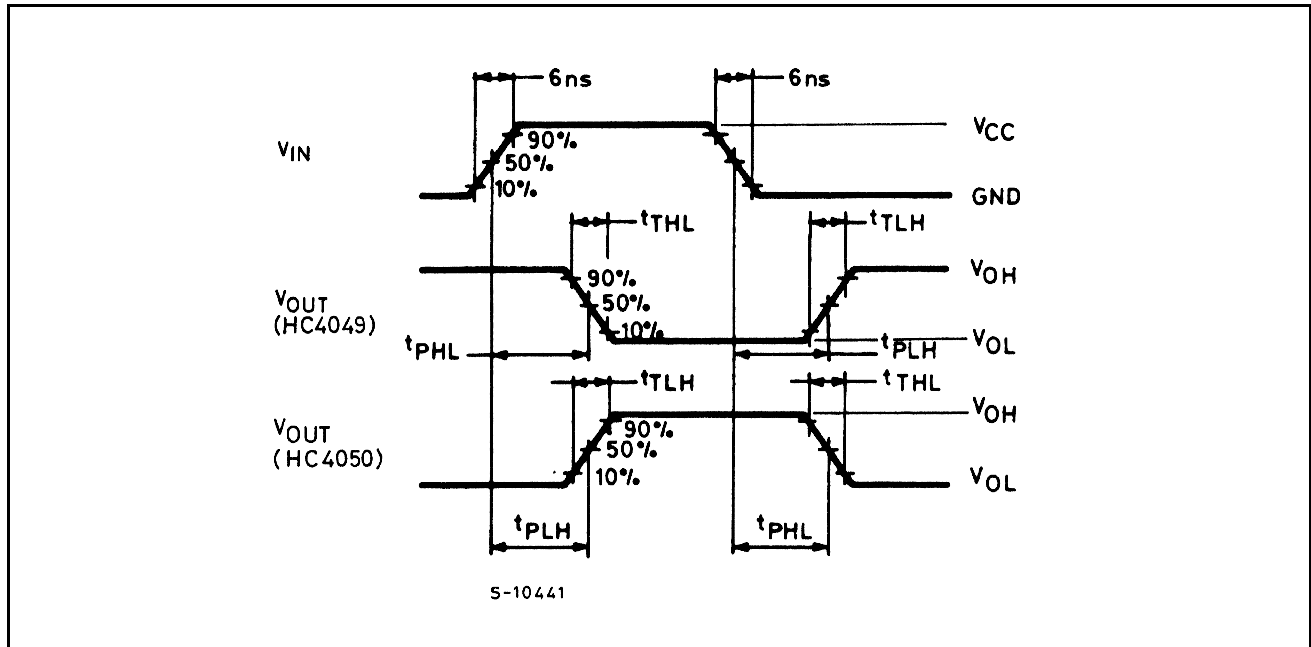 6ns 6ns
VCC
VIN
90%
50%
10%
GND
tTHL tTLH
VOH
90%
VOUT
50%
(HC4049)
10%
tPHL tPLH VOL
tTLH tTHL
VOH
90%
VOUT
50%
(HC4050)
10%
VOL
tPLH tPHL
S-10441